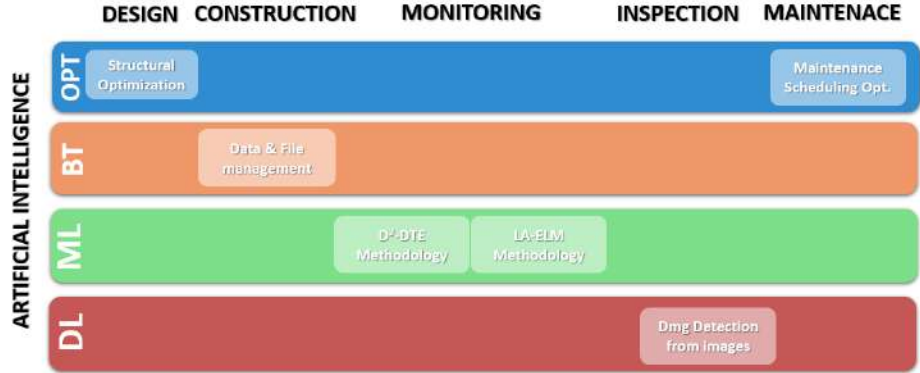 DESIGN CONSTRUCTION MONITORING INSPECTION MAINTENACE
ARTIFICIAL INTELLIGENCE
OPT
Structural
Optimization
Maintenance
Scheduling Opt.
BT
Data & File
management
ML
D²-DTE
Methodology
LA-ELM
Methodology
DL
Dmg Detection
from images